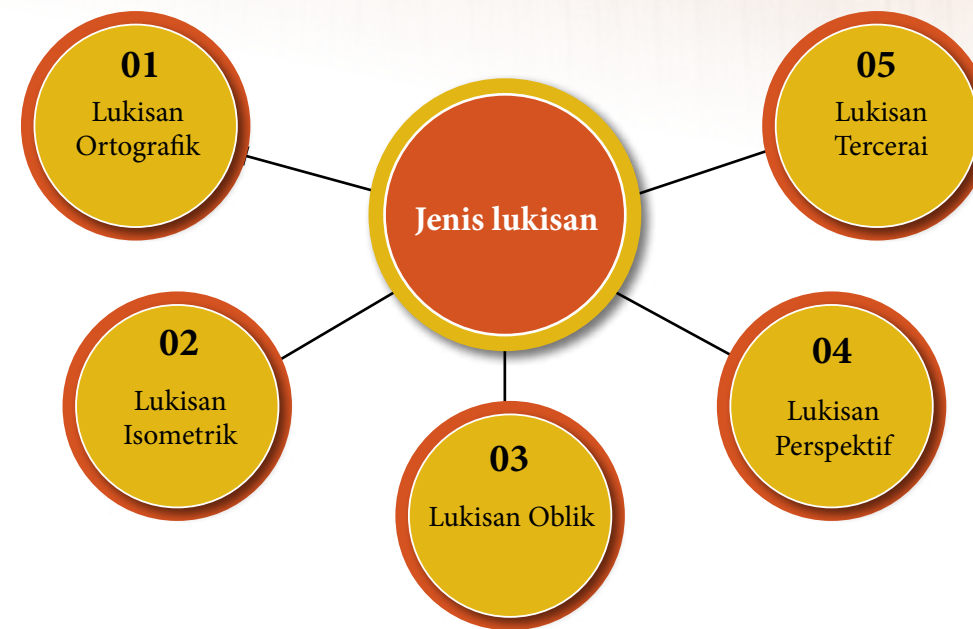 Jenis lukisan
01
Lukisan
Ortografik
02
Lukisan
Isometrik
03
Lukisan Oblik
04
Lukisan
Perspektif
05
Lukisan
Tercerai